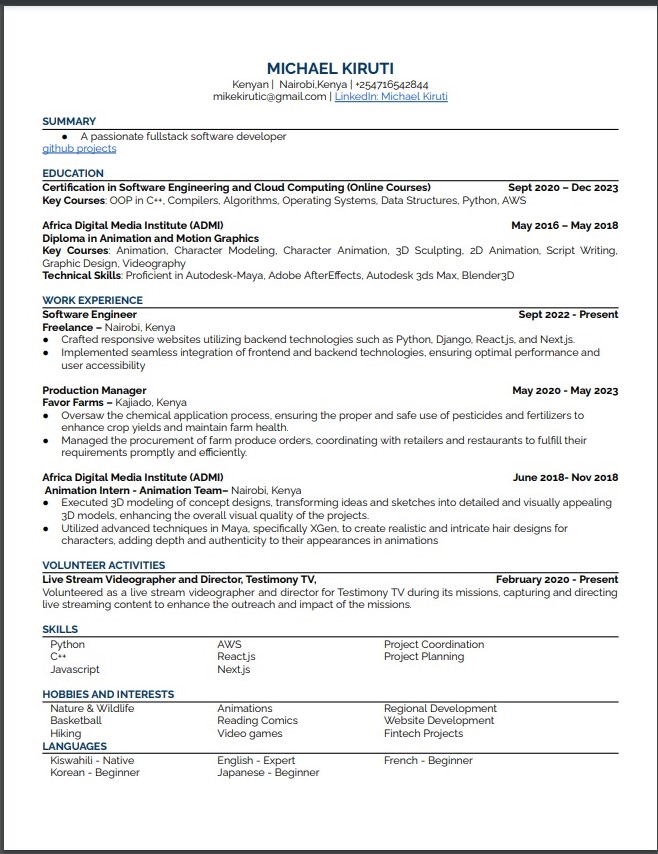 MICHAEL KIRUTI
Kenyan | Nairobi,Kenya | +254716542844
mikekirutic@gmail.com | LinkedIn: Michael Kiruti
SUMMARY
● A passionate fullstack software developer
github projects
EDUCATION
Certification in Software Engineering and Cloud Computing (Online Courses) Sept 2020 – Dec 2023
Key Courses: OOP in C++, Compilers, Algorithms, Operating Systems, Data Structures, Python, AWS
Africa Digital Media Institute (ADMI) May 2016 – May 2018
Diploma in Animation and Motion Graphics
Key Courses: Animation, Character Modeling, Character Animation, 3D Sculpting, 2D Animation, Script Writing,
Graphic Design, Videography
Technical Skills: Proficient in Autodesk-Maya, Adobe AfterEffects, Autodesk 3ds Max, Blender3D
WORK EXPERIENCE
Software Engineer Sept 2022 - Present
Freelance – Nairobi, Kenya
● Crafted responsive websites utilizing backend technologies such as Python, Django, React.js, and Next.js.
● Implemented seamless integration of frontend and backend technologies, ensuring optimal performance and
user accessibility
Production Manager May 2020 - May 2023
Favor Farms – Kajiado, Kenya
● Oversaw the chemical application process, ensuring the proper and safe use of pesticides and fertilizers to
enhance crop yields and maintain farm health.
● Managed the procurement of farm produce orders, coordinating with retailers and restaurants to fulfill their
requirements promptly and efficiently.
Africa Digital Media Institute (ADMI) June 2018- Nov 2018
Animation Intern - Animation Team– Nairobi, Kenya
● Executed 3D modeling of concept designs, transforming ideas and sketches into detailed and visually appealing
3D models, enhancing the overall visual quality of the projects.
● Utilized advanced techniques in Maya, specifically XGen, to create realistic and intricate hair designs for
characters, adding depth and authenticity to their appearances in animations
VOLUNTEER ACTIVITIES
Live Stream Videographer and Director, Testimony TV, February 2020 - Present
Volunteered as a live stream videographer and director for Testimony TV during its missions, capturing and directing
live streaming content to enhance the outreach and impact of the missions.
SKILLS
Python AWS Project Coordination
C++ React.js Project Planning
Javascript Next.js
HOBBIES AND INTERESTS
Nature & Wildlife Animations Regional Development
Basketball Reading Comics Website Development
Hiking Video games Fintech Projects
LANGUAGES
Kiswahili - Native English - Expert French - Beginner
Korean - Beginner Japanese - Beginner